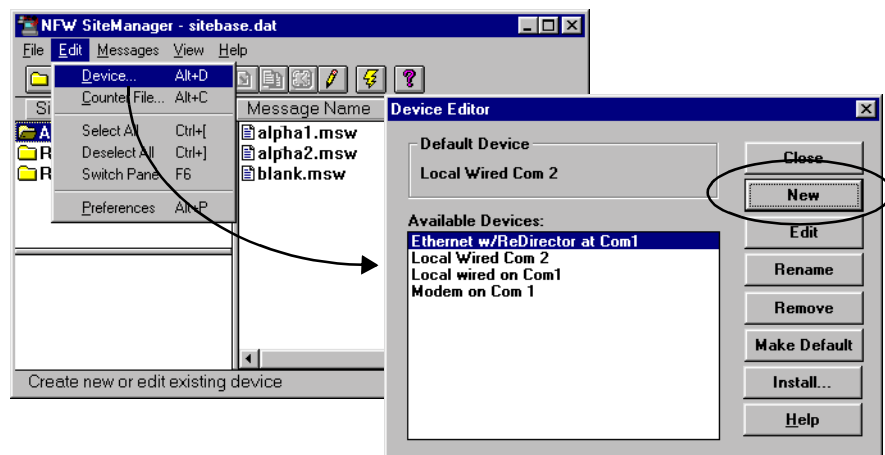 NFW SiteManager - sitebase.dat
File Edit Messages View Help
Device... Alt+D
Counter File... Alt+C
Select All Ctrl+[
Deselect All Ctrl+]
Switch Pane F6
Preferences Alt+P
Si
A
R
R
Message Name
alpha1.msw
alpha2.msw
blank.msw
Create new or edit existing device
Device Editor
Default Device
Local Wired Com 2
Available Devices:
Ethernet w/ReDirector at Com1
Local Wired Com 2
Local wired on Com1
Modem on Com 1
Close
New
Edit
Rename
Remove
Make Default
Install...
Help